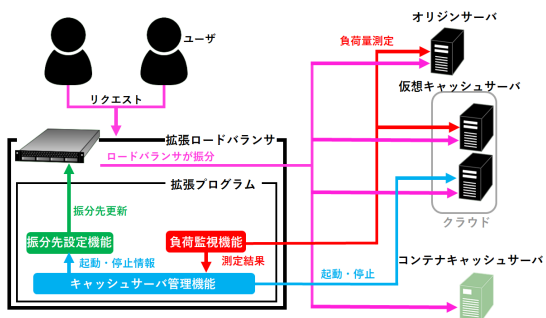 オリジンサーバ
ユーザ
負荷量測定
仮想キャッシュサーバ
リクエスト
拡張ロードバランサ
ロードバランサが振分
拡張プログラム
振分先更新
クラウド
振分先設定機能
負荷監視機能
起動・停止情報
測定結果
コンテナキャッシュサーバ
起動・停止
キャッシュサーバ管理機能